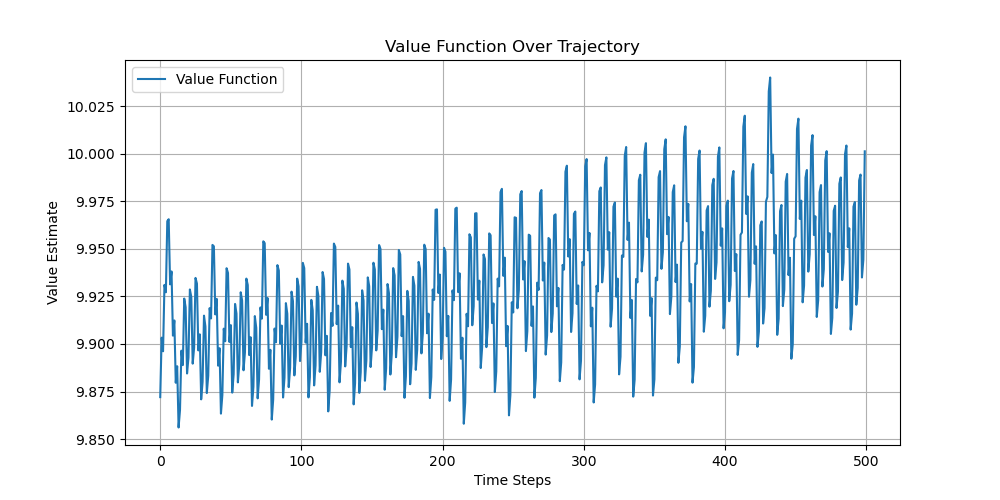 Value Function Over Trajectory
Value Function
10.025
10.000
9.975
9.950
9.925
9.900
9.875
9.850
Value Estimate
0 100 200 300 400 500
Time Steps